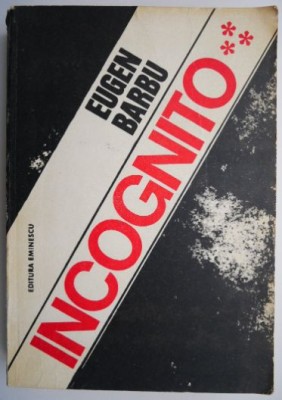 EUGEN
BARBU
INCOGNITO***
EDITURA EMINESCU